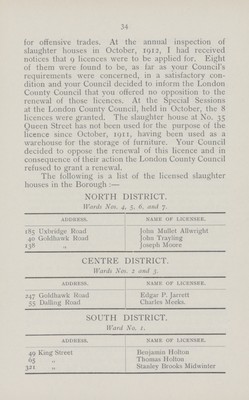 34
for offensive trades. At the annual inspection of
slaughter houses in October, 1912, I had received
notices that 9 licences were to be applied for. Eight
of them were found to be, as far as your Council's
requirements were concerned, in a satisfactory con-
dition and your Council decided to inform the London
County Council that you offered no opposition to the
renewal of those licences. At the Special Sessions
at the London County Council, held in October, the 8
licences were granted. The slaughter house at No. 35
Queen Street has not been used for the purpose of the
licence since October, 1911, having been used as a
warehouse for the storage of furniture. Your Council
decided to oppose the renewal of this licence and in
consequence of their action the London County Council
refused to grant a renewal.
The following is a list of the licensed slaughter
houses in the Borough :—
NORTH DISTRICT.
Wards Nos. 4, 5, 6, and 7.
ADDRESS. NAME OF LICENSEE.
185 Uxbridge Road John Mullet Allwright
40 Goldhawk Road John Trayling
138 „ Joseph Moore
CENTRE DISTRICT.
Wards Nos. 2 and 3.
ADDRESS. NAME OF LICENSEE.
247 Goldhawk Road Edgar P. Jarrett
55 Dalling Road Charles Meeks.
SOUTH DISTRICT.
Ward No. 1.
ADDRESS. NAME OF LICENSEE.
49 King Street Benjamin Holton
65 „ Thomas Holton
321 „ Stanley Brooks Midwinter